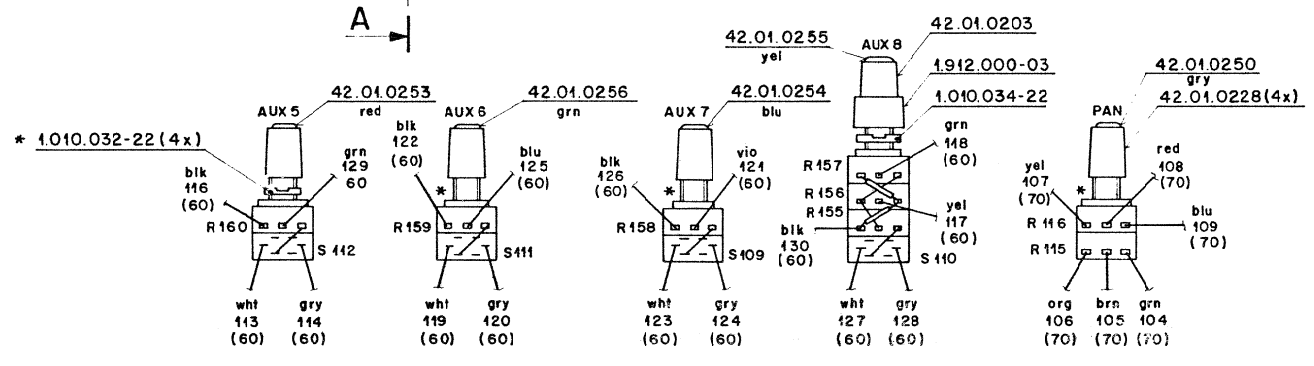 A
AUX 5
42.01.0253
red
* 1.010.032-22 (4x)
blk
116
(60)
grn
129
60
R160
S 112
wht
113
(60)
gry
114
(60)
AUX 6
42.01.0256
grn
blk
122
(60)
*
blu
125
(60)
R159
S111
wht
119
(60)
gry
120
(60)
AUX 7
42.01.0254
blu
blk
126
(60)
*
vio
121
(60)
R158
S109
wht
123
(60)
gry
124
(60)
42.01.0255
yel
AUX 8
42.01.0203
1.912.000-03
1.010.034-22
grn
118
(60)
R157
R156
R155
yel
117
(60)
blk
130
(60)
S 110
wht
127
(60)
gry
128
(60)
42.01.0250
gry
42.01.0228(4x)
PAN
yel
107
(70)
*
red
108
(70)
blu
109
(70)
R 116
R115
org
106
(70)
brn
105
(70)
grn
104
(70)